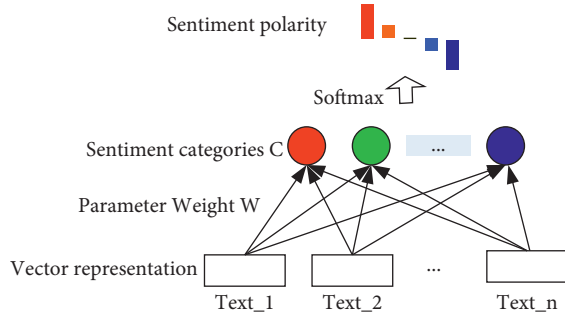 Sentiment polarity
Softmax
Sentiment categories C
...
Parameter Weight W
Vector representation
...
Text_1
Text_2
Text_n